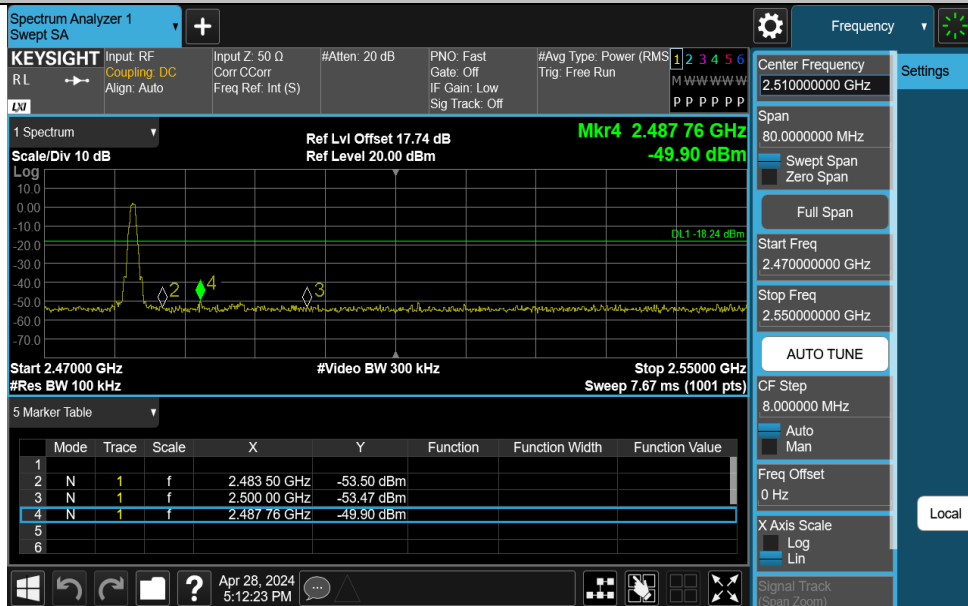 Spectrum Analyzer 1
Swept SA
+
Frequency
KEYSIGHT
RL
LXI
Input: RF
Coupling: DC
Align: Auto
Input Z: 50 Ω
Corr CCorr
Freq Ref: Int (S)
#Atten: 20 dB
PNO: Fast
Gate: Off
IF Gain: Low
Sig Track: Off
#Avg Type: Power (RMS
Trig: Free Run
1 2 3 4 5 6
M W W W W W
P P P P P P
Center Frequency
2.510000000 GHz
Settings
Span
80.0000000 MHz
Swept Span
Zero Span
Full Span
Start Freq
2.470000000 GHz
Stop Freq
2.550000000 GHz
AUTO TUNE
CF Step
8.000000 MHz
Auto
Man
Freq Offset
0 Hz
X Axis Scale
Log
Lin
Signal Track
(Span Zoom)
Local
1 Spectrum
Scale/Div 10 dB
Ref Lvl Offset 17.74 dB
Ref Level 20.00 dBm
Mkr4 2.487 76 GHz
-49.90 dBm
Log
10.0
0.00
-10.0
-20.0
-30.0
-40.0
-50.0
-60.0
-70.0
DL1 -18.24 dBm
2
4
3
Start 2.47000 GHz
#Video BW 300 kHz
Stop 2.55000 GHz
#Res BW 100 kHz
Sweep 7.67 ms (1001 pts)
5 Marker Table
Mode Trace Scale X Y Function Function Width Function Value
1
2 N 1 f 2.483 50 GHz -53.50 dBm
3 N 1 f 2.500 00 GHz -53.47 dBm
4 N 1 f 2.487 76 GHz -49.90 dBm
5
6
?
Apr 28, 2024
5:12:23 PM